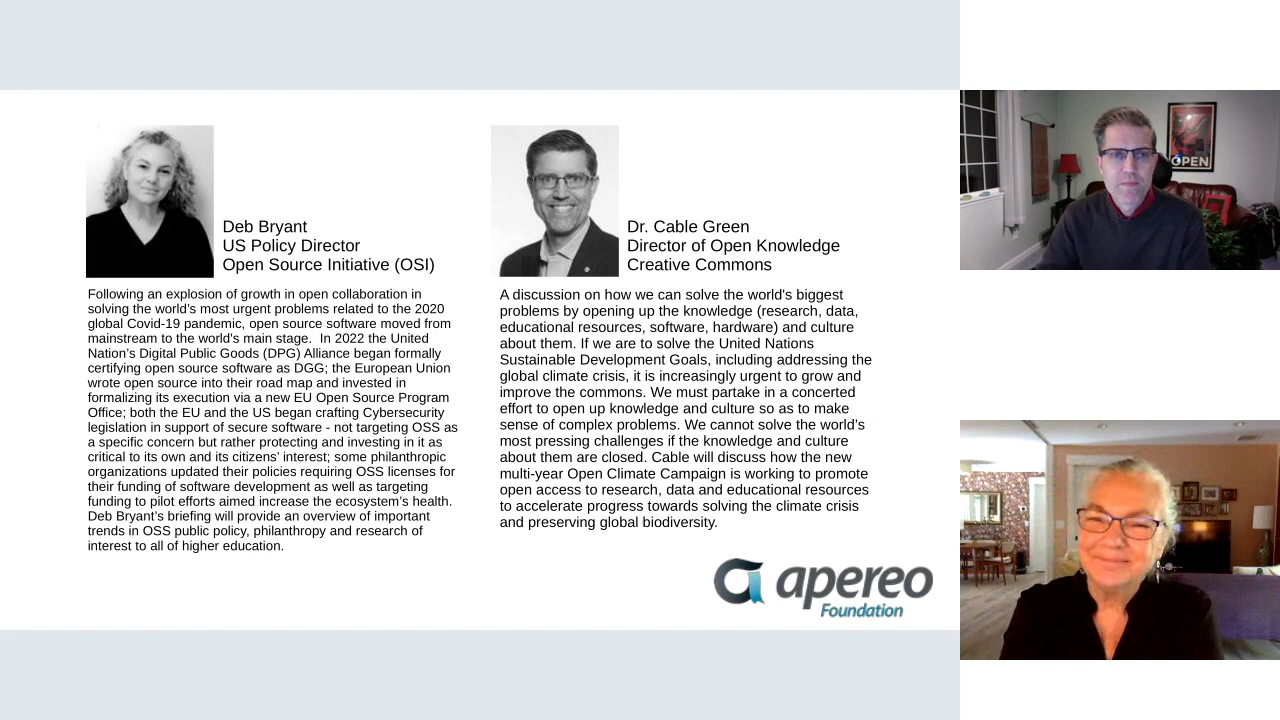 Deb Bryant
US Policy Director
Open Source Initiative (OSI)
Following an explosion of growth in open collaboration in
solving the world's most urgent problems related to the 2020
global Covid-19 pandemic, open source software moved from
mainstream to the world's main stage.  In 2022 the United
Nation's Digital Public Goods (DPG) Alliance began formally
certifying open source software as DGG; the European Union
wrote open source into their road map and invested in
formalizing its execution via a new EU Open Source Program
Office; both the EU and the US began crafting Cybersecurity
legislation in support of secure software - not targeting OSS as
a specific concern but rather protecting and investing in it as
critical to its own and its citizens' interest; some philanthropic
organizations updated their policies requiring OSS licenses for
their funding of software development as well as targeting
funding to pilot efforts aimed increase the ecosystem's health.
Deb Bryant's briefing will provide an overview of important
trends in OSS public policy, philanthropy and research of
interest to all of higher education.
Dr. Cable Green
Director of Open Knowledge
Creative Commons
A discussion on how we can solve the world's biggest
problems by opening up the knowledge (research, data,
educational resources, software, hardware) and culture
about them. If we are to solve the United Nations
Sustainable Development Goals, including addressing the
global climate crisis, it is increasingly urgent to grow and
improve the commons. We must partake in a concerted
effort to open up knowledge and culture so as to make
sense of complex problems. We cannot solve the world's
most pressing challenges if the knowledge and culture
about them are closed. Cable will discuss how the new
multi-year Open Climate Campaign is working to promote
open access to research, data and educational resources
to accelerate progress towards solving the climate crisis
and preserving global biodiversity.
apereo
Foundation
OPEN